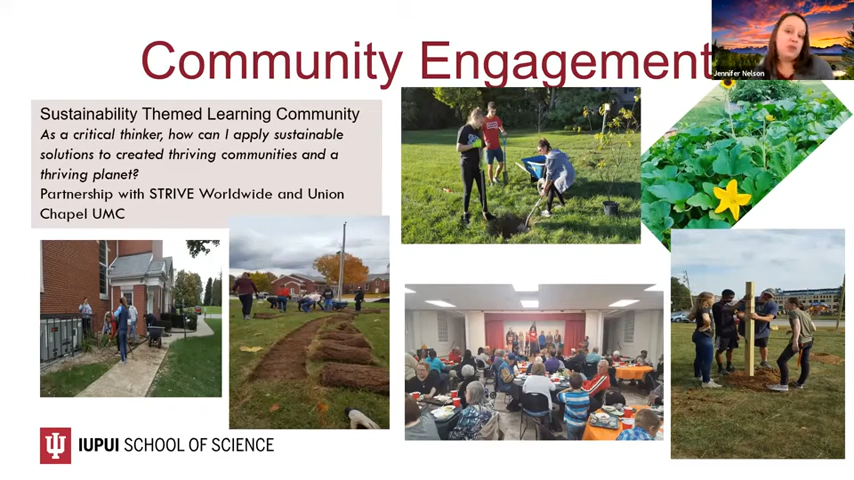 Community Engagement
Jennifer Nelson
Sustainability Themed Learning Community
As a critical thinker, how can I apply sustainable
solutions to created thriving communities and a
thriving planet?
Partnership with STRIVE Worldwide and Union
Chapel UMC
IUPUI SCHOOL OF SCIENCE